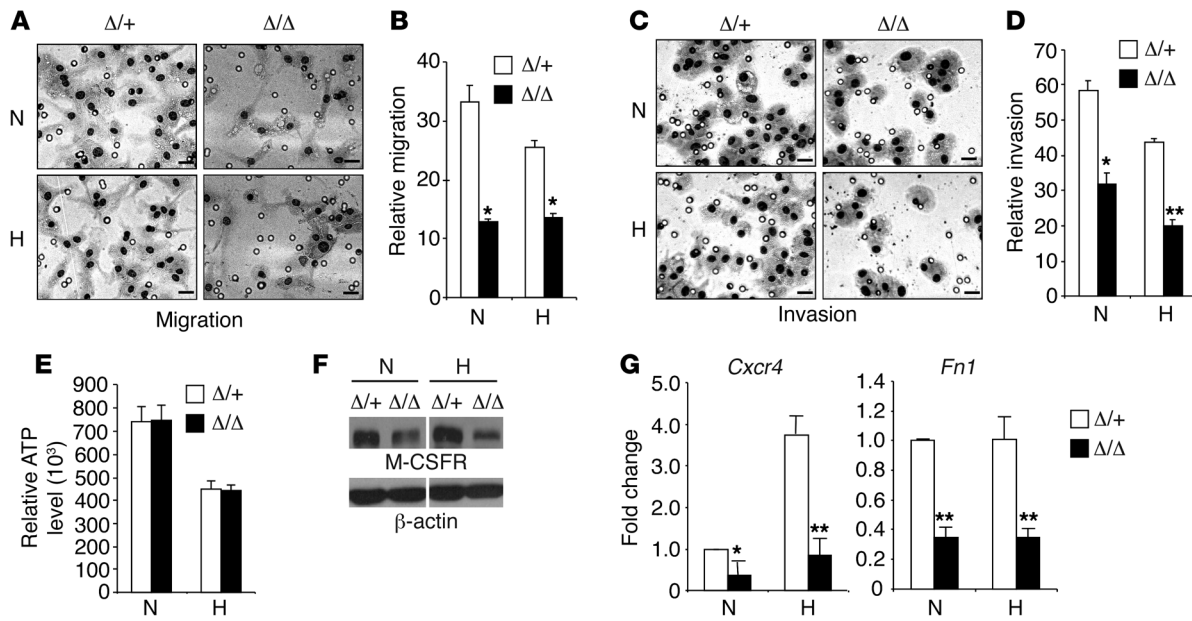 A
Δ/+ Δ/Δ
N
H
Migration
B
Relative migration
40
30
20
10
0
Δ/+
Δ/Δ
*
*
N H
C
Δ/+ Δ/Δ
N
H
Invasion
D
Relative invasion
70
60
50
40
30
20
10
0
Δ/+
Δ/Δ
*
**
N H
E
Relative ATP
level (10³)
900
800
700
600
500
400
300
200
100
0
Δ/+
Δ/Δ
N H
F
N H
Δ/+ Δ/Δ Δ/+ Δ/Δ
M-CSFR
β-actin
G
Cxcr4
Fold change
5.0
4.0
3.0
2.0
1.0
0
*
**
N H
Fn1
1.4
1.2
1.0
0.8
0.6
0.4
0.2
0
**
**
N H
Δ/+
Δ/Δ